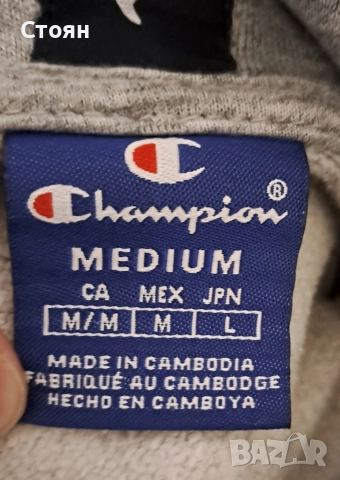 Стоян
Champion®
MEDIUM
CA MEX JPN
M/M M L
MADE IN CAMBODIA
FABRIQUÉ AU CAMBODGE
HECHO EN CAMBOYA
BAZAR